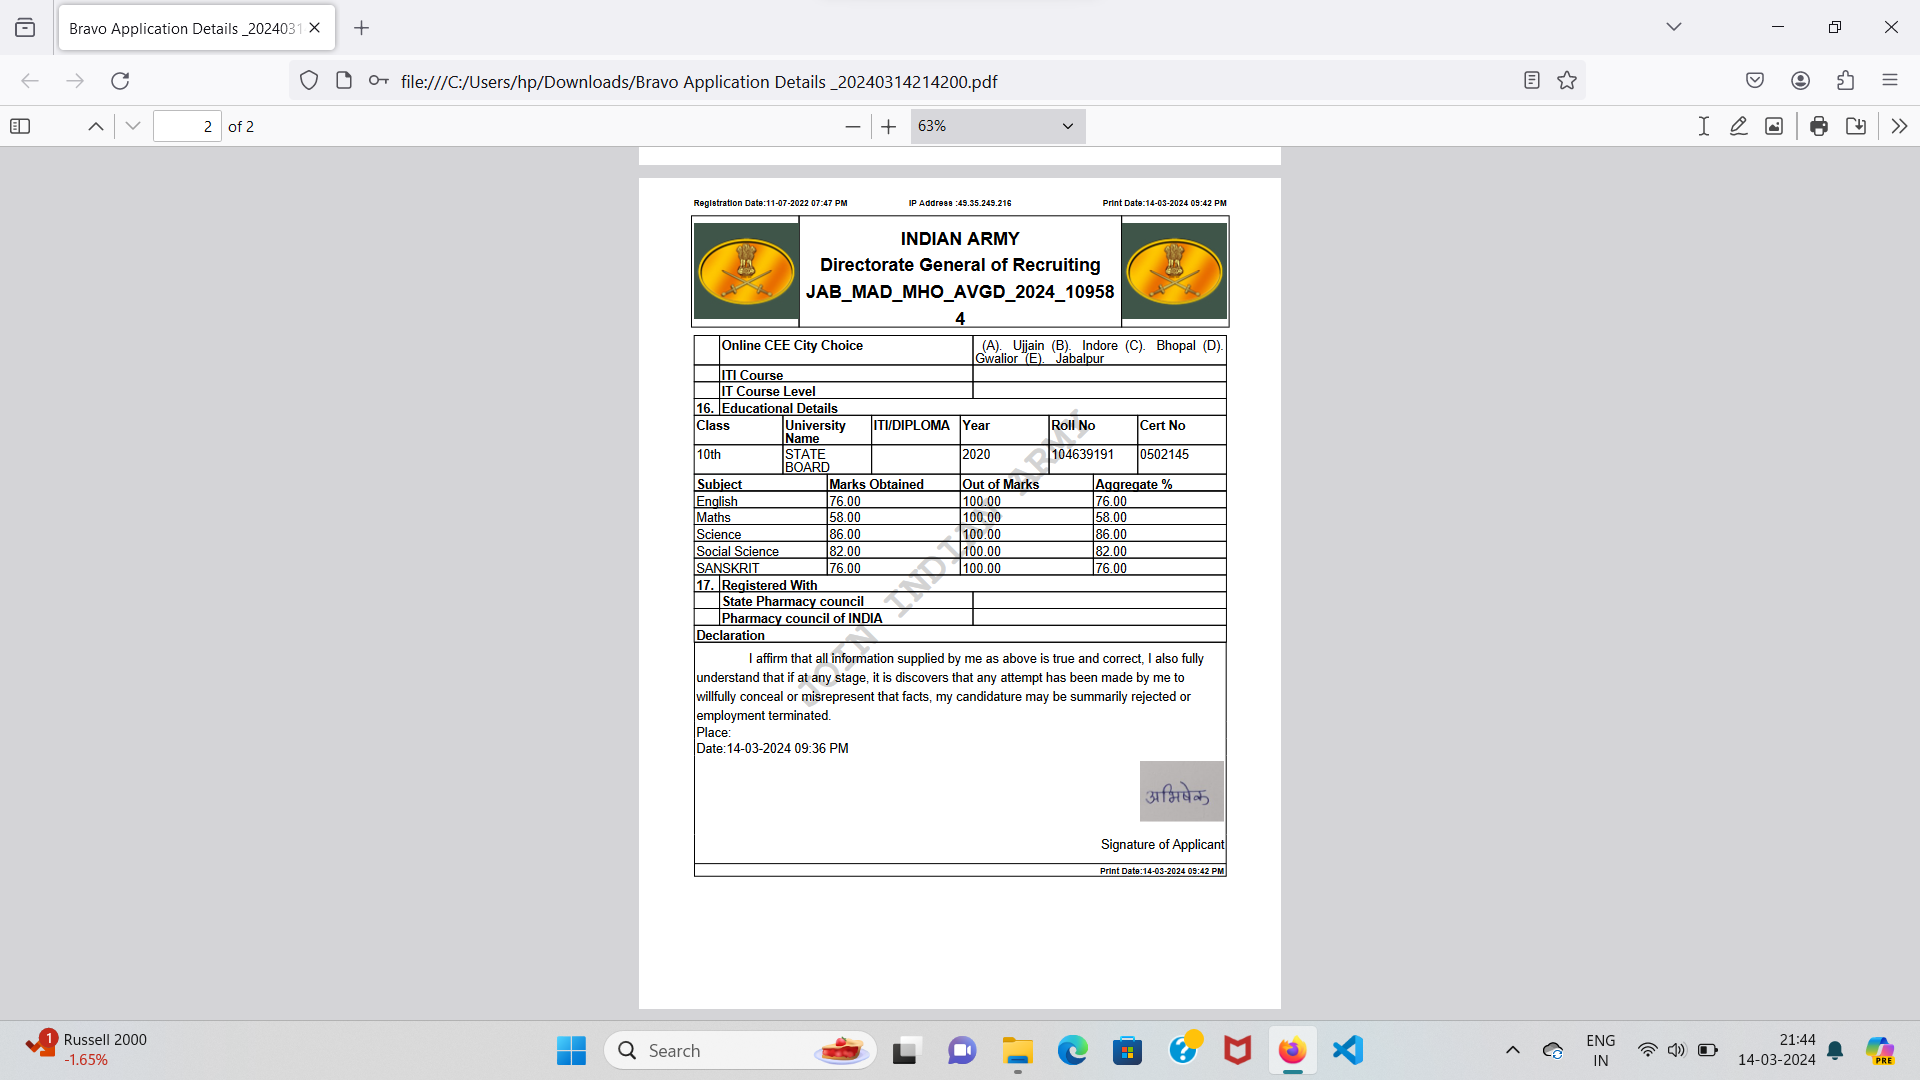 Bravo Application Details _2024031
file:///C:/Users/hp/Downloads/Bravo Application Details _20240314214200.pdf
2 of 2
63%
Registration Date:11-07-2022 07:47 PM IP Address :49.35.249.216 Print Date:14-03-2024 09:42 PM
INDIAN ARMY
Directorate General of Recruiting
JAB_MAD_MHO_AVGD_2024_10958
4
Online CEE City Choice (A). Ujjain (B). Indore (C). Bhopal (D).
Gwalior (E). Jabalpur
ITI Course
IT Course Level
16. Educational Details
Class University ITI/DIPLOMA Year Roll No Cert No
Name
10th STATE 2020 104639191 0502145
BOARD
Subject Marks Obtained Out of Marks Aggregate %
English 76.00 100.00 76.00
Maths 58.00 100.00 58.00
Science 86.00 100.00 86.00
Social Science 82.00 100.00 82.00
SANSKRIT 76.00 100.00 76.00
17. Registered With
State Pharmacy council
Pharmacy council of INDIA
Declaration
I affirm that all information supplied by me as above is true and correct, I also fully
understand that if at any stage, it is discovers that any attempt has been made by me to
willfully conceal or misrepresent that facts, my candidature may be summarily rejected or
employment terminated.
Place:
Date:14-03-2024 09:36 PM
अभिषेक
Signature of Applicant
Print Date:14-03-2024 09:42 PM
JOIN INDIAN ARMY
1
Russell 2000
-1.65%
Search
ENG
IN
21:44
14-03-2024
PRE